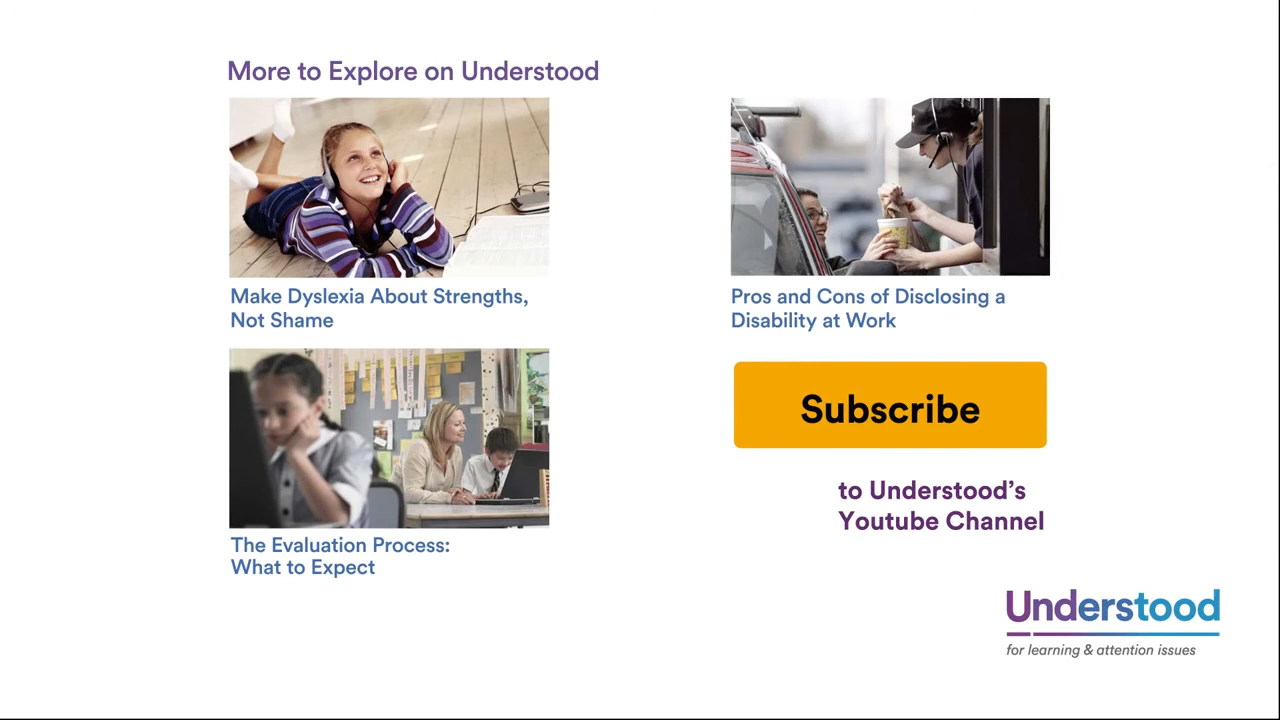 More to Explore on Understood
Make Dyslexia About Strengths,
Not Shame
Pros and Cons of Disclosing a
Disability at Work
The Evaluation Process:
What to Expect
Subscribe
to Understood's
Youtube Channel
Understood
for learning & attention issues